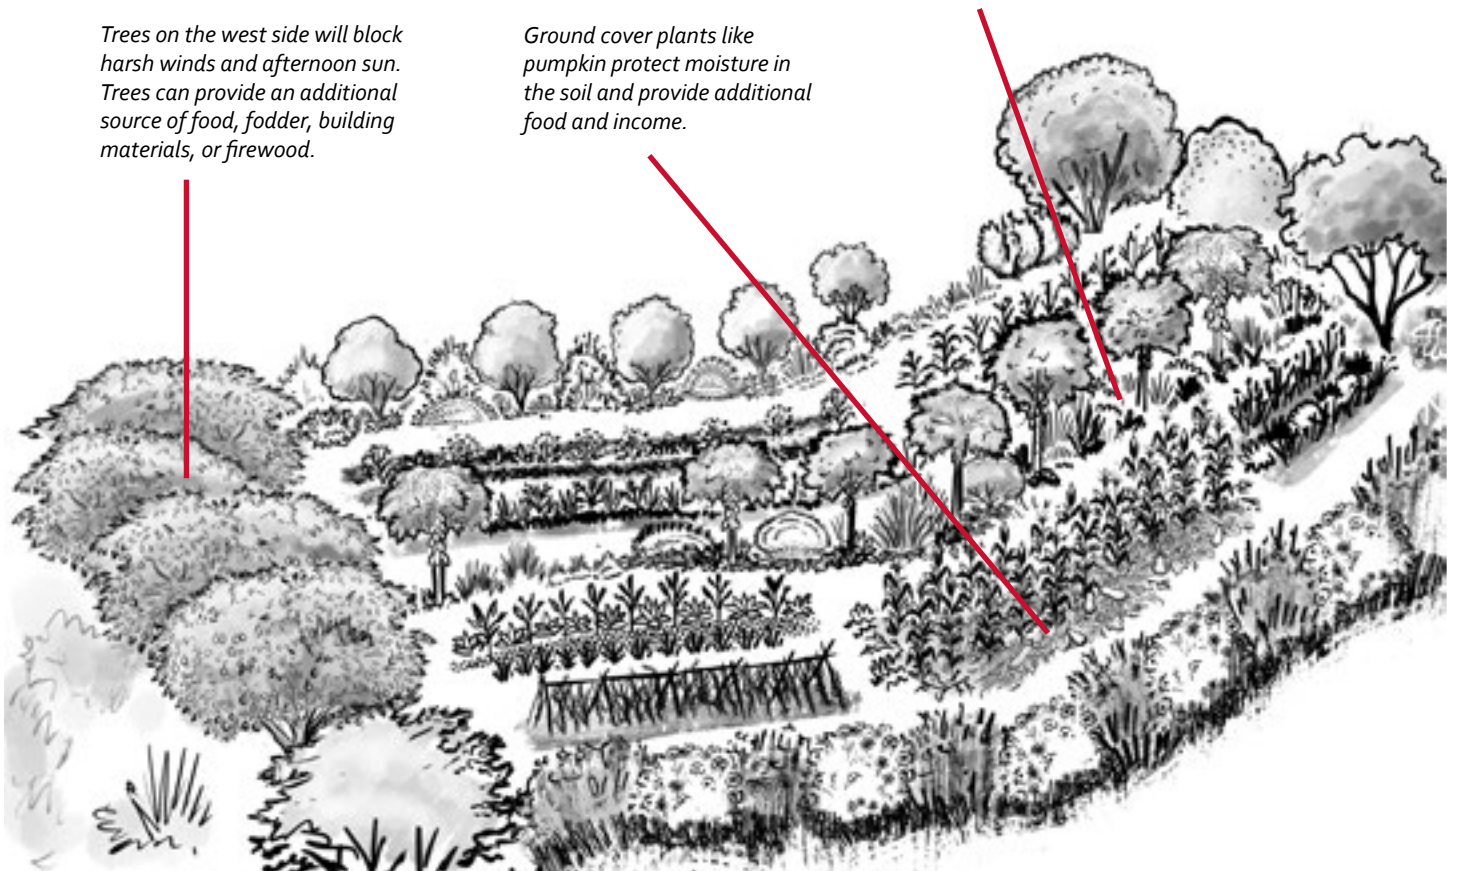 Trees on the west side will block
harsh winds and afternoon sun.
Trees can provide an additional
source of food, fodder, building
materials, or firewood.
Ground cover plants like
pumpkin protect moisture in
the soil and provide additional
food and income.